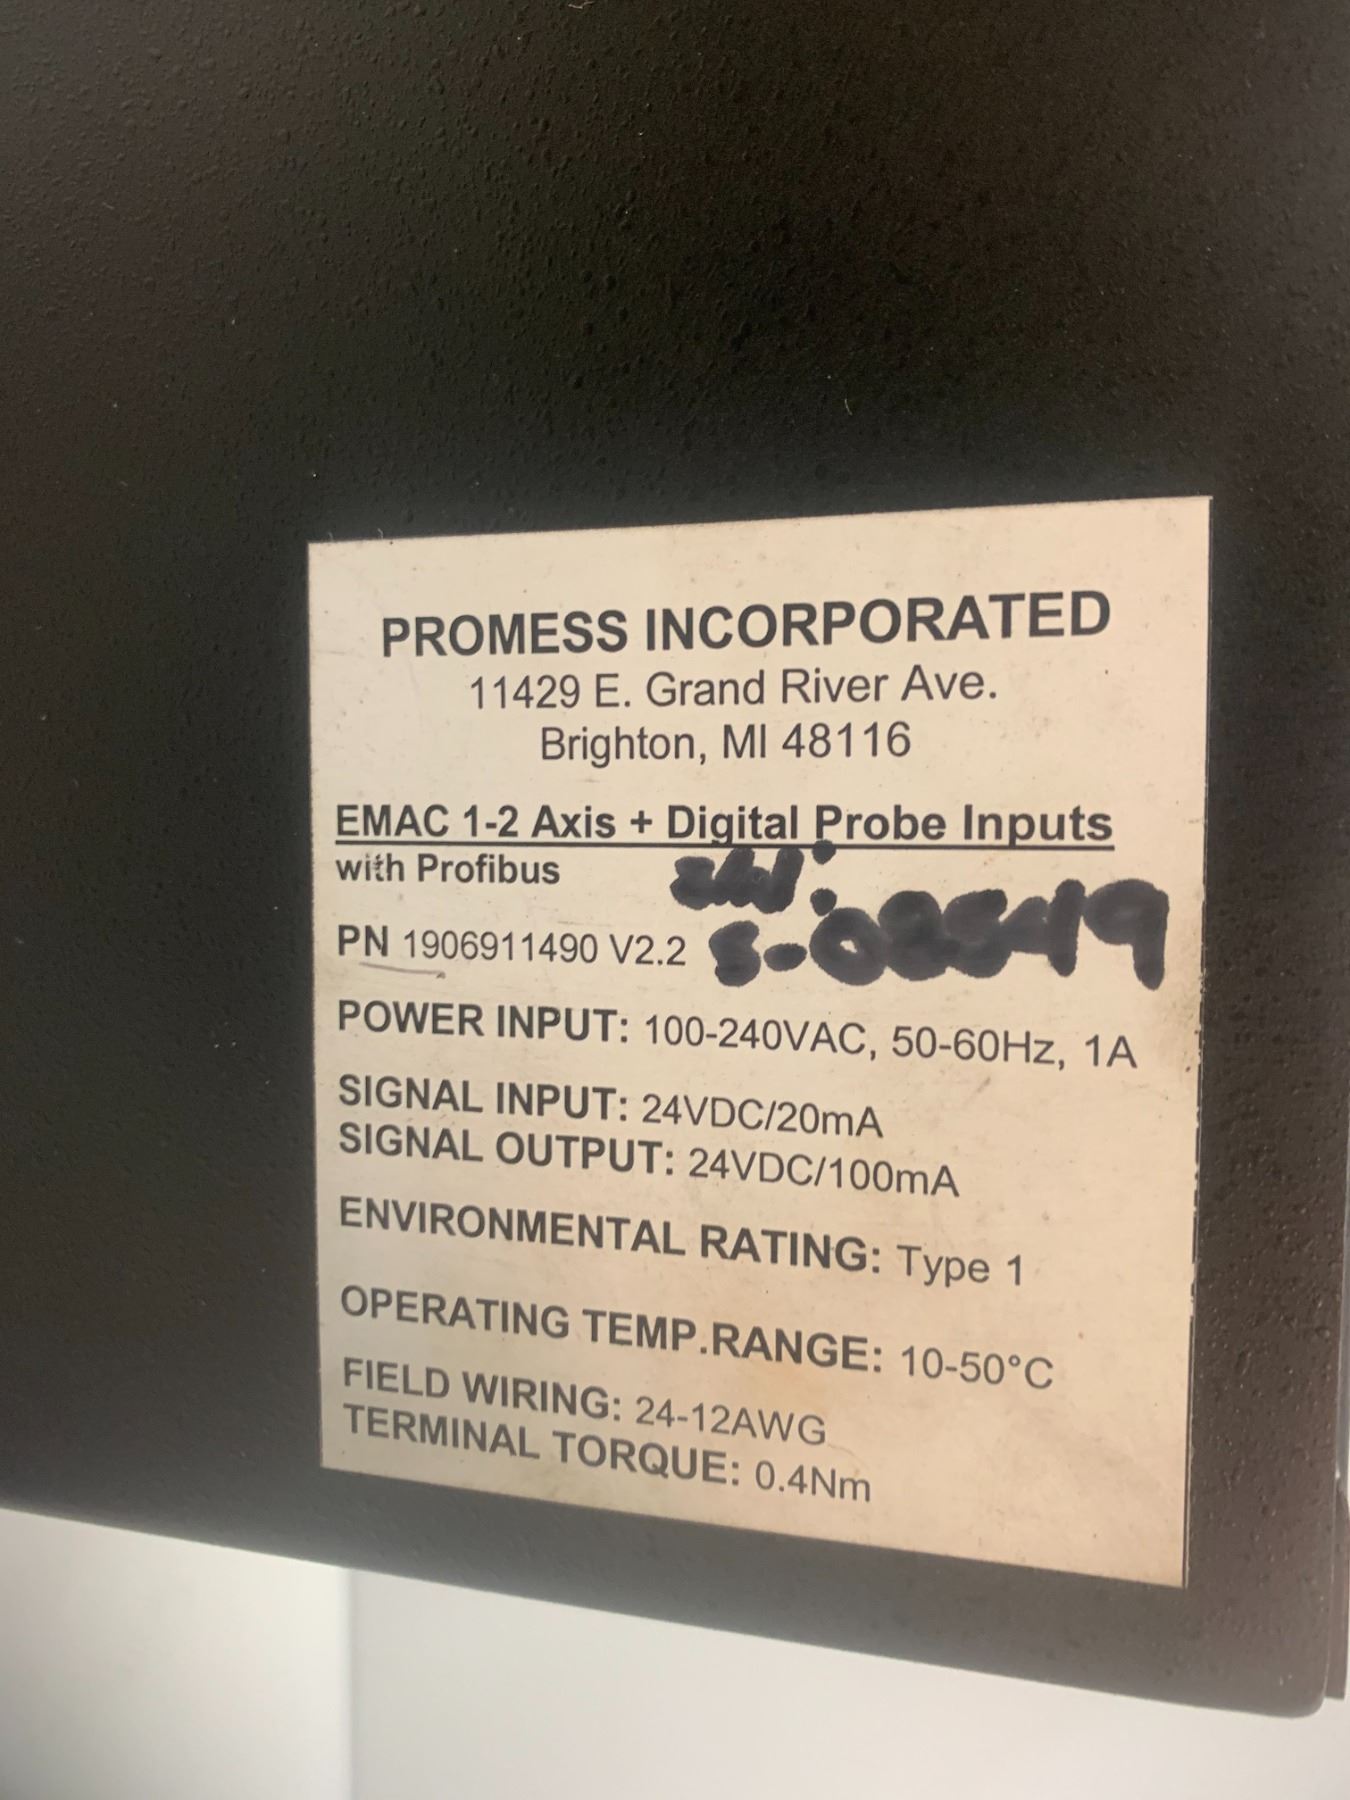 PROMESS INCORPORATED
11429 E. Grand River Ave.
Brighton, MI 48116
EMAC 1-2 Axis + Digital Probe Inputs
with Profibus
PN 1906911490 V2.2
POWER INPUT: 100-240VAC, 50-60Hz, 1A
SIGNAL INPUT: 24VDC/20mA
SIGNAL OUTPUT: 24VDC/100mA
ENVIRONMENTAL RATING: Type 1
OPERATING TEMP.RANGE: 10-50°C
FIELD WIRING: 24-12AWG
TERMINAL TORQUE: 0.4Nm